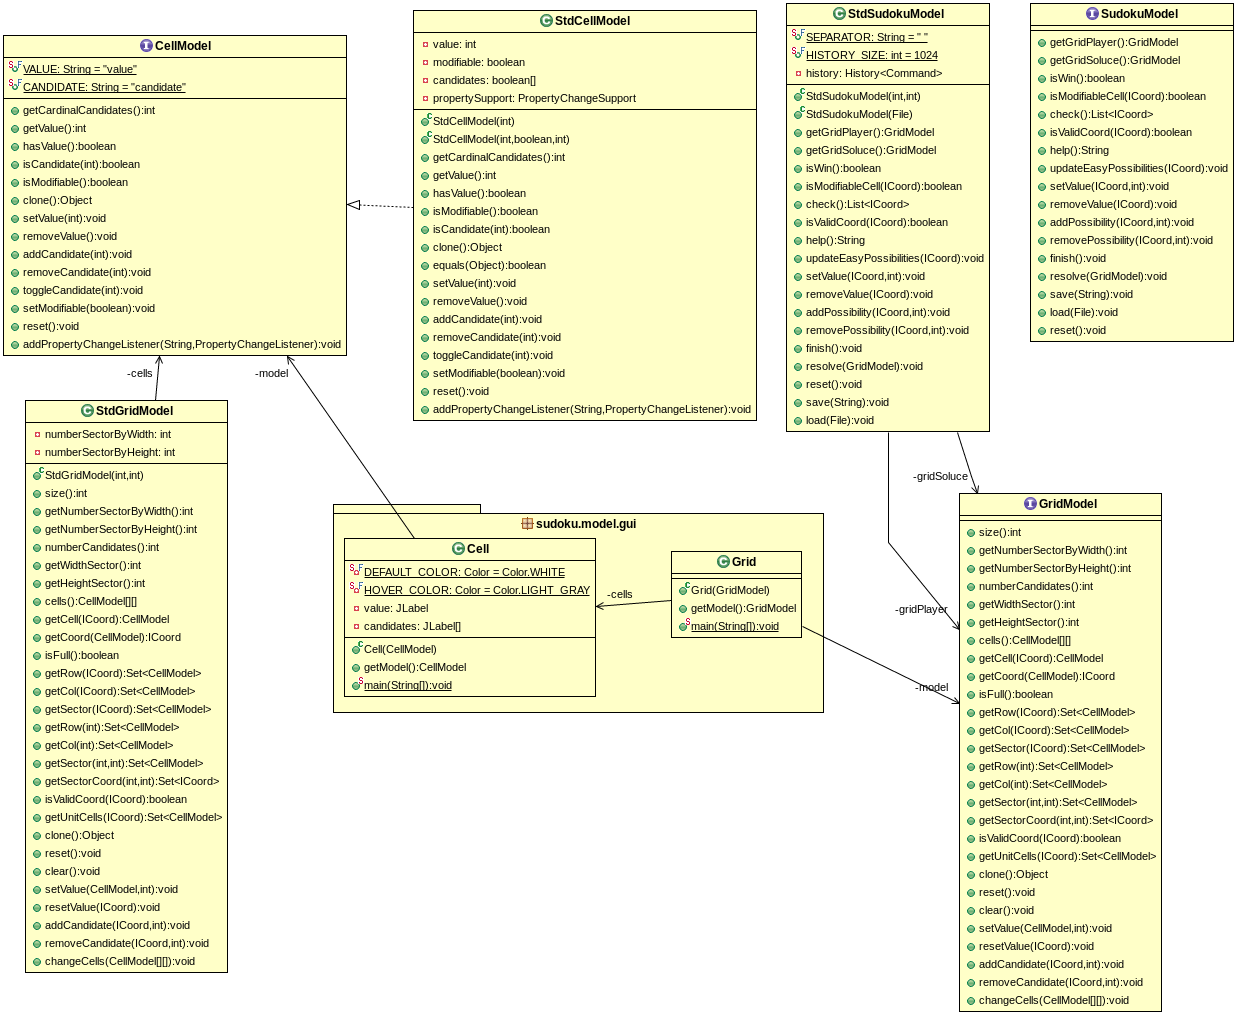 CellModel
VALUE: String = "value"
CANDIDATE: String = "candidate"
getCardinalCandidates():int
getValue():int
hasValue():boolean
isCandidate(int):boolean
isModifiable():boolean
clone():Object
setValue(int):void
removeValue():void
addCandidate(int):void
removeCandidate(int):void
toggleCandidate(int):void
setModifiable(boolean):void
reset():void
addPropertyChangeListener(String,PropertyChangeListener):void
StdCellModel
value: int
modifiable: boolean
candidates: boolean[]
propertySupport: PropertyChangeSupport
StdCellModel(int)
StdCellModel(int,boolean,int)
getCardinalCandidates():int
getValue():int
hasValue():boolean
isModifiable():boolean
isCandidate(int):boolean
clone():Object
equals(Object):boolean
setValue(int):void
removeValue():void
addCandidate(int):void
removeCandidate(int):void
toggleCandidate(int):void
setModifiable(boolean):void
reset():void
addPropertyChangeListener(String,PropertyChangeListener):void
StdSudokuModel
SEPARATOR: String = " "
HISTORY_SIZE: int = 1024
history: History<Command>
StdSudokuModel(int,int)
StdSudokuModel(File)
getGridPlayer():GridModel
getGridSoluce():GridModel
isWin():boolean
isModifiableCell(ICoord):boolean
check():List<ICoord>
isValidCoord(ICoord):boolean
help():String
updateEasyPossibilities(ICoord):void
setValue(ICoord,int):void
removeValue(ICoord):void
addPossibility(ICoord,int):void
removePossibility(ICoord,int):void
finish():void
resolve(GridModel):void
reset():void
save(String):void
load(File):void
SudokuModel
getGridPlayer():GridModel
getGridSoluce():GridModel
isWin():boolean
isModifiableCell(ICoord):boolean
check():List<ICoord>
isValidCoord(ICoord):boolean
help():String
updateEasyPossibilities(ICoord):void
setValue(ICoord,int):void
removeValue(ICoord):void
addPossibility(ICoord,int):void
removePossibility(ICoord,int):void
finish():void
resolve(GridModel):void
save(String):void
load(File):void
reset():void
-cells
-model
StdGridModel
numberSectorByWidth: int
numberSectorByHeight: int
StdGridModel(int,int)
size():int
getNumberSectorByWidth():int
getNumberSectorByHeight():int
numberCandidates():int
getWidthSector():int
getHeightSector():int
cells():CellModel[][]
getCell(ICoord):CellModel
getCoord(CellModel):ICoord
isFull():boolean
getRow(ICoord):Set<CellModel>
getCol(ICoord):Set<CellModel>
getSector(ICoord):Set<CellModel>
getRow(int):Set<CellModel>
getCol(int):Set<CellModel>
getSector(int,int):Set<CellModel>
getSectorCoord(int,int):Set<ICoord>
isValidCoord(ICoord):boolean
getUnitCells(ICoord):Set<CellModel>
clone():Object
reset():void
clear():void
setValue(CellModel,int):void
resetValue(ICoord):void
addCandidate(ICoord,int):void
removeCandidate(ICoord,int):void
changeCells(CellModel[][]):void
sudoku.model.gui
Cell
DEFAULT_COLOR: Color = Color.WHITE
HOVER_COLOR: Color = Color.LIGHT_GRAY
value: JLabel
candidates: JLabel[]
Cell(CellModel)
getModel():CellModel
main(String[]):void
-cells
Grid
Grid(GridModel)
getModel():GridModel
main(String[]):void
-gridSoluce
-gridPlayer
-model
GridModel
size():int
getNumberSectorByWidth():int
getNumberSectorByHeight():int
numberCandidates():int
getWidthSector():int
getHeightSector():int
cells():CellModel[][]
getCell(ICoord):CellModel
getCoord(CellModel):ICoord
isFull():boolean
getRow(ICoord):Set<CellModel>
getCol(ICoord):Set<CellModel>
getSector(ICoord):Set<CellModel>
getRow(int):Set<CellModel>
getCol(int):Set<CellModel>
getSector(int,int):Set<CellModel>
getSectorCoord(int,int):Set<ICoord>
isValidCoord(ICoord):boolean
getUnitCells(ICoord):Set<CellModel>
clone():Object
reset():void
clear():void
setValue(CellModel,int):void
resetValue(ICoord):void
addCandidate(ICoord,int):void
removeCandidate(ICoord,int):void
changeCells(CellModel[][]):void